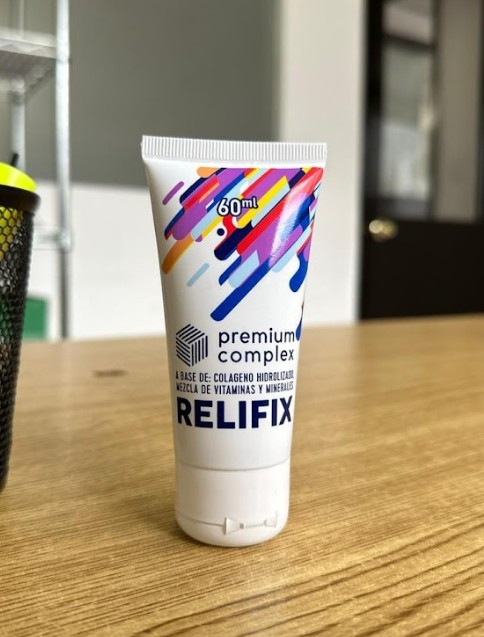 60ml
premium
complex
A BASE DE: COLAGENO HIDROLIZADO,
MEZCLA DE VITAMINAS Y MINERALES
RELIFIX